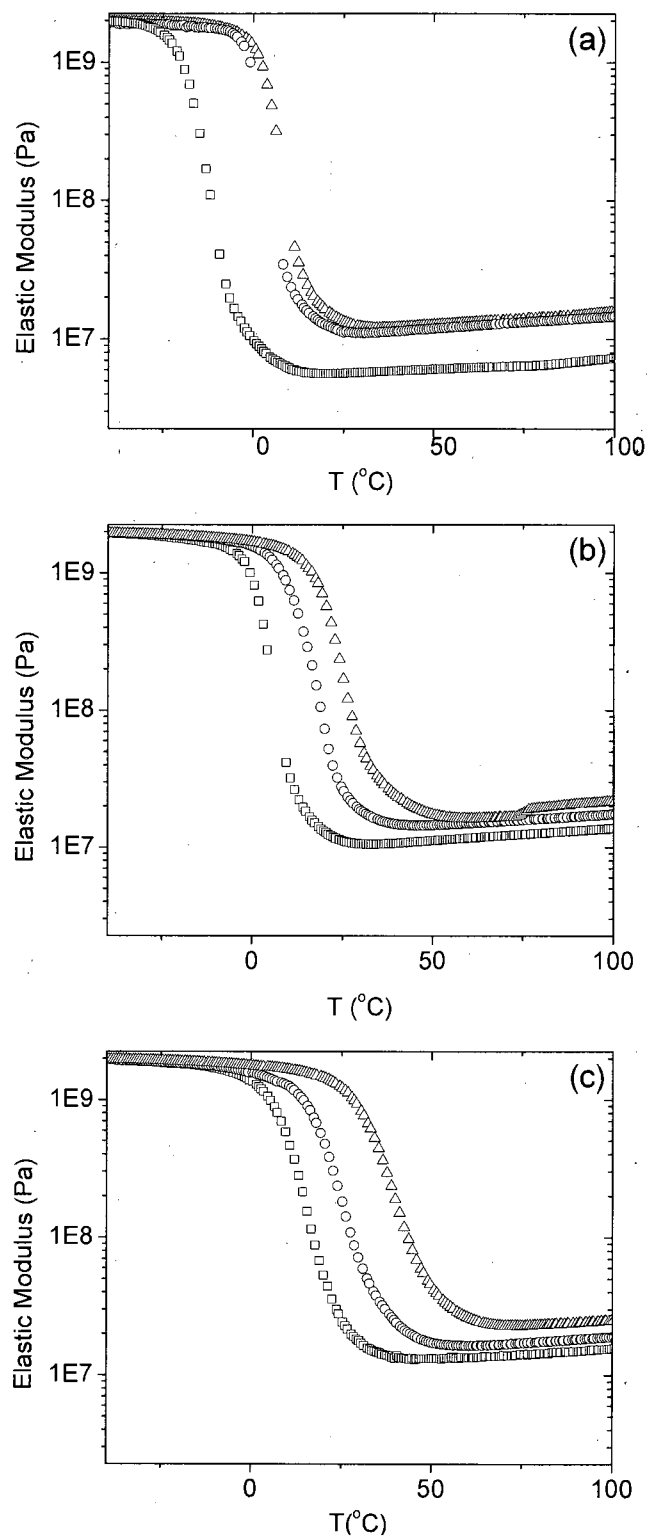 (a)
Elastic Modulus (Pa)
1E9
1E8
1E7
0
50
100
T (°C)
(b)
Elastic Modulus (Pa)
1E9
1E8
1E7
0
50
100
T (°C)
(c)
Elastic Modulus (Pa)
1E9
1E8
1E7
0
50
100
T(°C)